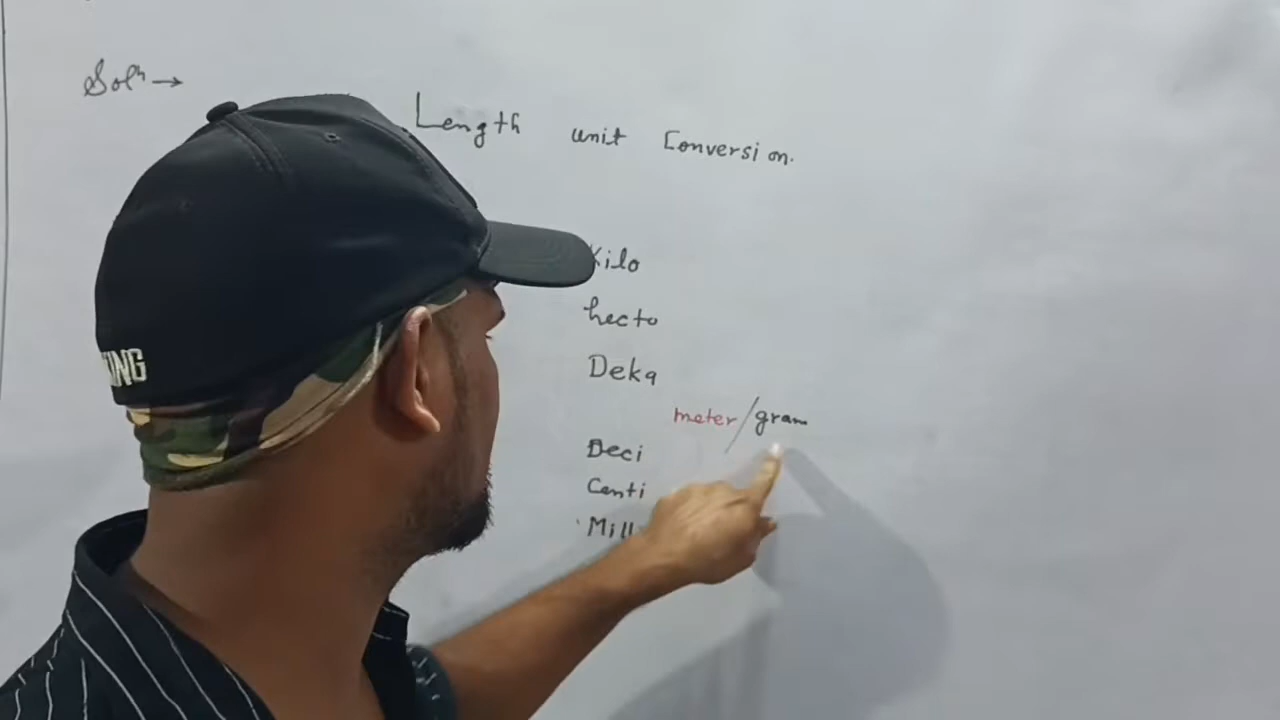 Solⁿ →
Length unit Conversion.
Kilo
hecto
Deka
meter/gram
Deci
Centi